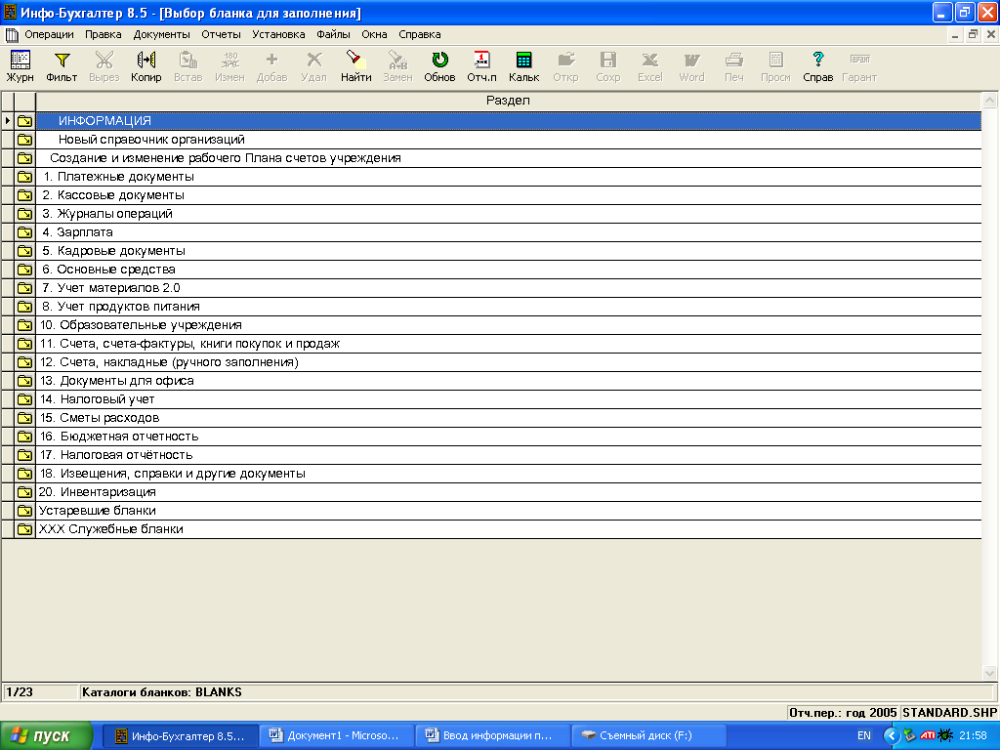 Инфо-Бухгалтер 8.5 - [Выбор бланка для заполнения]
Операции Правка Документы Отчеты Установка Файлы Окна Справка
Журн Фильт Вырез Копир Встав Измен Добав Удал Найти Замен Обнов Отч.п Кальк Откр Сохр Excel Word Печ Просм Справ Гарант
Раздел
ИНФОРМАЦИЯ
Новый справочник организаций
Создание и изменение рабочего Плана счетов учреждения
1. Платежные документы
2. Кассовые документы
3. Журналы операций
4. Зарплата
5. Кадровые документы
6. Основные средства
7. Учет материалов 2.0
8. Учет продуктов питания
10. Образовательные учреждения
11. Счета, счета-фактуры, книги покупок и продаж
12. Счета, накладные (ручного заполнения)
13. Документы для офиса
14. Налоговый учет
15. Сметы расходов
16. Бюджетная отчетность
17. Налоговая отчётность
18. Извещения, справки и другие документы
20. Инвентаризация
Устаревшие бланки
XXX Служебные бланки
1/23 Каталоги бланков: BLANKS
Отч.пер.: год 2005 STANDARD.SHP
пуск Инфо-Бухгалтер 8.5... Документ1 - Microso... Ввод информации п... Съемный диск (F:) EN 21:58